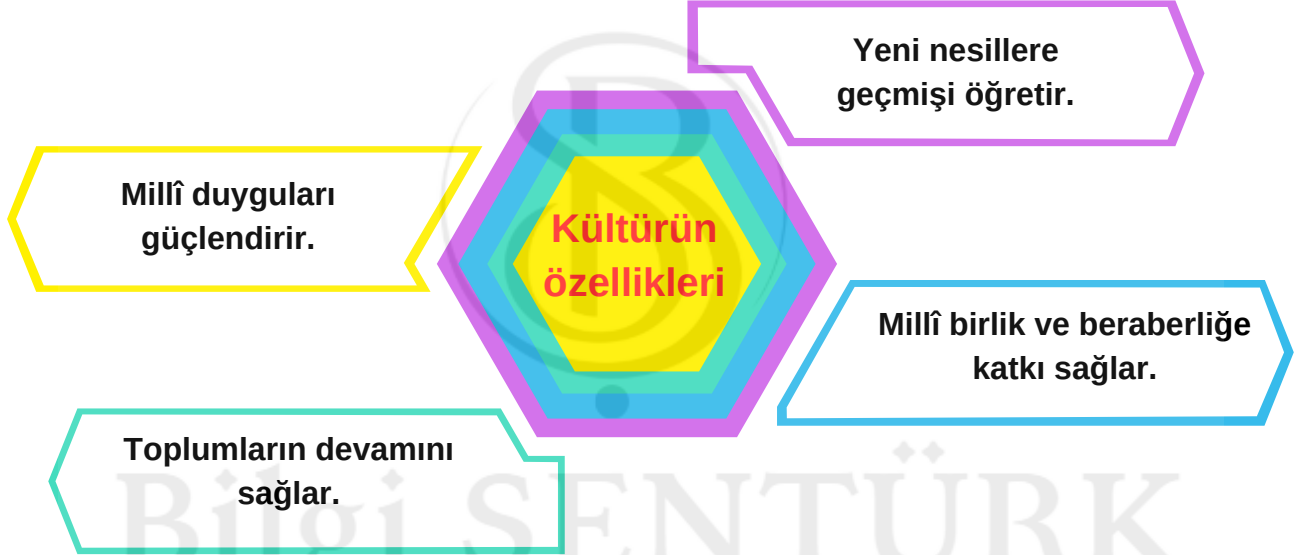 Yeni nesillere
geçmişi öğretir.
Millî duyguları
güçlendirir.
Kültürün
özellikleri
Millî birlik ve beraberliğe
katkı sağlar.
Toplumların devamını
sağlar.
Bilgi SENTÜRK